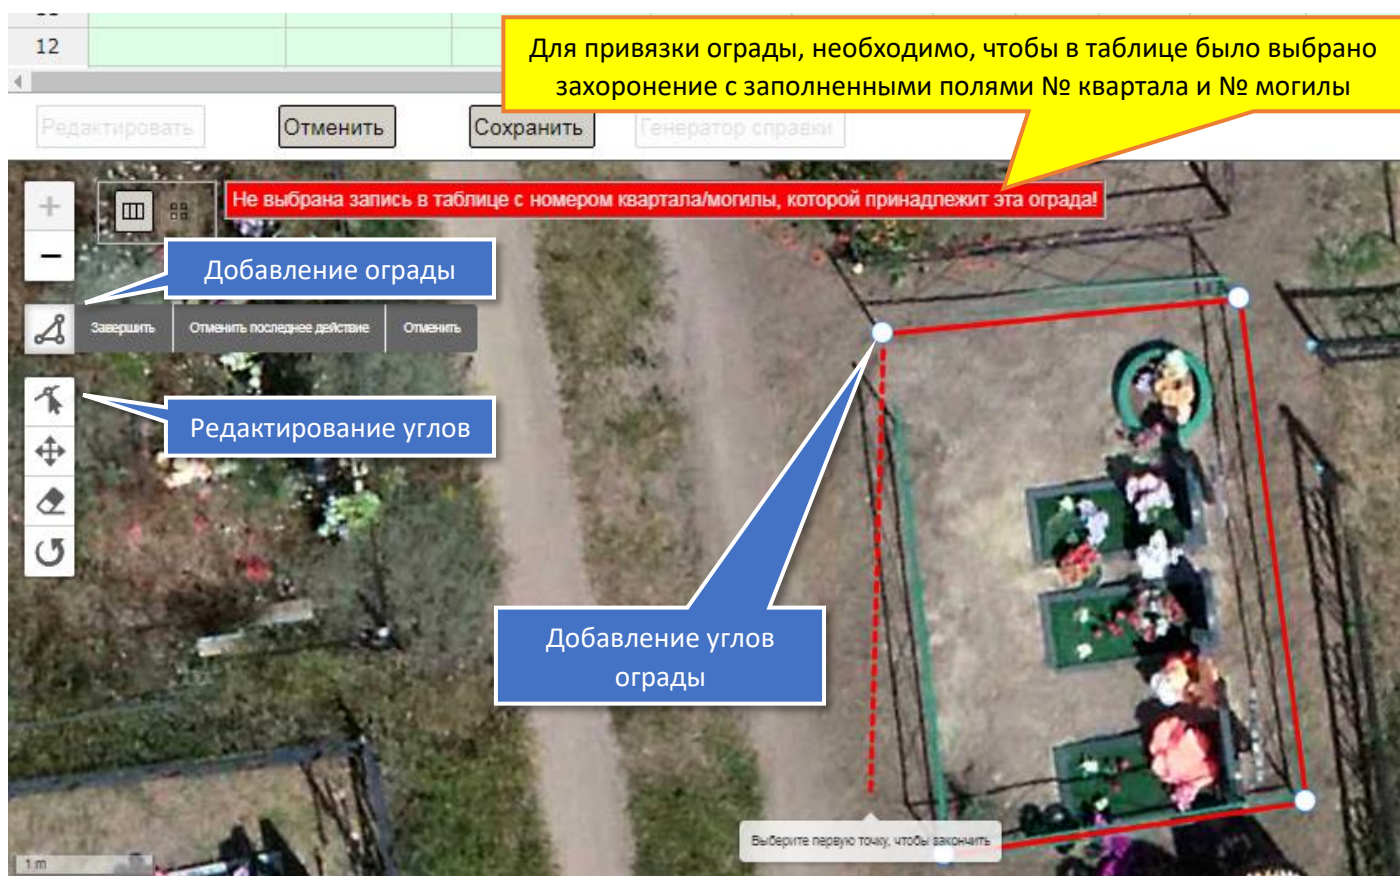 12
Для привязки ограды, необходимо, чтобы в таблице было выбрано
захоронение с заполненными полями № квартала и № могилы
Редактировать
Отменить
Сохранить
Генератор справки
Не выбрана запись в таблице с номером квартала/могилы, которой принадлежит эта ограда!
Добавление ограды
Завершить
Отменить последнее действие
Отменить
Редактирование углов
Добавление углов
ограды
Выберите первую точку, чтобы закончить
1 m